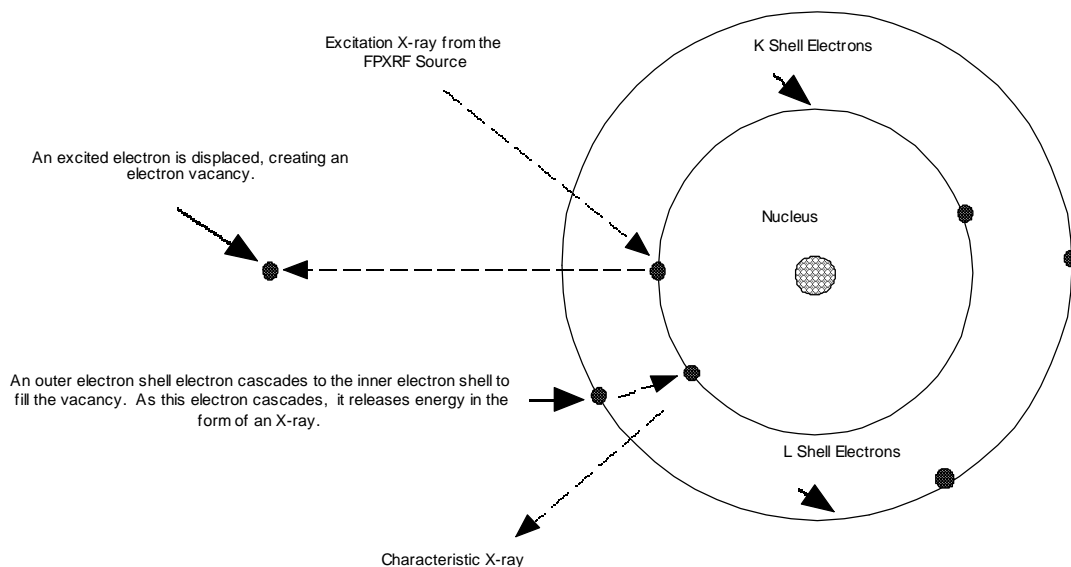 Excitation X-ray from the
FPXRF Source
K Shell Electrons
An excited electron is displaced, creating an
electron vacancy.
Nucleus
An outer electron shell electron cascades to the inner electron shell to
fill the vacancy. As this electron cascades, it releases energy in the
form of an X-ray.
L Shell Electrons
Characteristic X-ray